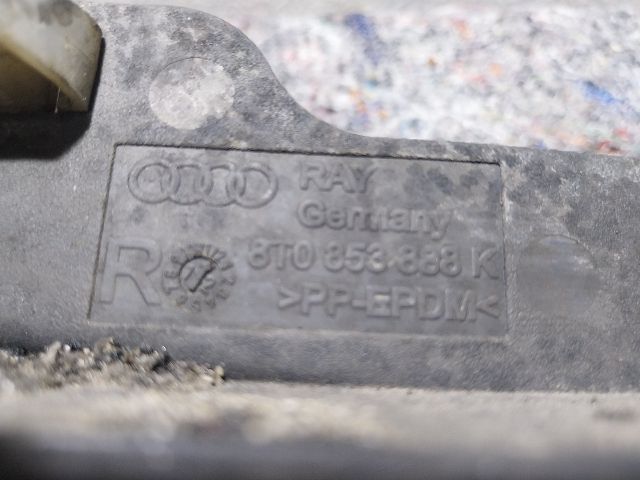 RAY
Germany
R 8T0 853 888 K
>PP-EPDM<